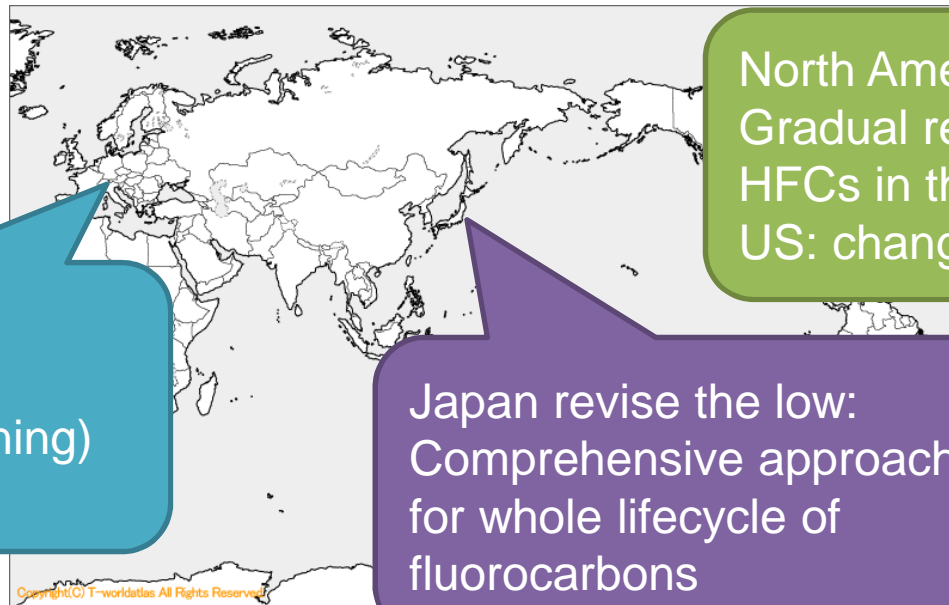 North Ame
Gradual re
HFCs in th
US: chang
ning)
Japan revise the low:
Comprehensive approach
for whole lifecycle of
fluorocarbons
Copyright(C) T-worldatlas All Rights Reserved